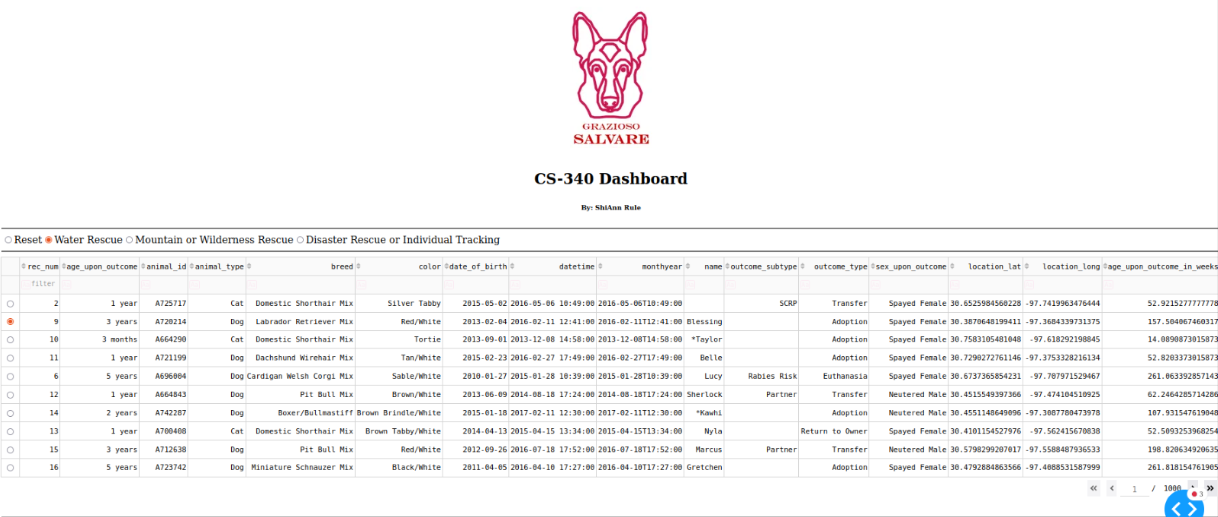 GRAZIOSO
SALVARE
CS-340 Dashboard
By: ShiAnn Rule
Reset Water Rescue Mountain or Wilderness Rescue Disaster Rescue or Individual Tracking
rec_num age_upon_outcome animal_id animal_type breed color date_of_birth datetime monthyear name outcome_subtype outcome_type sex_upon_outcome location_lat location_long age_upon_outcome_in_weeks
filter
2 1 year A725717 Cat Domestic Shorthair Mix Silver Tabby 2015-05-02 2016-05-06 10:49:00 2016-05-06T10:49:00 SCRP Transfer Spayed Female 30.6525984560228 -97.7419963476444 52.9215277777778
9 3 years A720214 Dog Labrador Retriever Mix Red/White 2013-02-04 2016-02-11 12:41:00 2016-02-11T12:41:00 Blessing Adoption Spayed Female 30.3870648199411 -97.3684339731375 157.504067460317
10 3 months A664290 Cat Domestic Shorthair Mix Tortie 2013-09-01 2013-12-08 14:58:00 2013-12-08T14:58:00 *Taylor Adoption Spayed Female 30.7583105481048 -97.618292198845 14.0890873015873
11 1 year A721199 Dog Dachshund Wirehair Mix Tan/White 2015-02-23 2016-02-27 17:49:00 2016-02-27T17:49:00 Belle Adoption Spayed Female 30.7290272761146 -97.3753328216134 52.8203373015873
6 5 years A696004 Dog Cardigan Welsh Corgi Mix Sable/White 2010-01-27 2015-01-28 10:39:00 2015-01-28T10:39:00 Lucy Rabies Risk Euthanasia Spayed Female 30.6737365854231 -97.707971529467 261.063392857143
12 1 year A664843 Dog Pit Bull Mix Brown/White 2013-06-09 2014-08-18 17:24:00 2014-08-18T17:24:00 Sherlock Partner Transfer Neutered Male 30.4515549397366 -97.474104510925 62.2464285714286
14 2 years A742287 Dog Boxer/Bullmastiff Brown Brindle/White 2015-01-18 2017-02-11 12:30:00 2017-02-11T12:30:00 *Kawhi Adoption Neutered Male 30.4551148649096 -97.3087780473978 107.931547619048
13 1 year A700408 Cat Domestic Shorthair Mix Brown Tabby/White 2014-04-13 2015-04-15 13:34:00 2015-04-15T13:34:00 Nyla Return to Owner Spayed Female 30.4101154527976 -97.562415670838 52.5093253968254
15 3 years A712638 Dog Pit Bull Mix Red/White 2012-09-26 2016-07-18 17:52:00 2016-07-18T17:52:00 Marcus Partner Transfer Neutered Male 30.5798299207017 -97.5588487936533 198.820634920635
16 5 years A723742 Dog Miniature Schnauzer Mix Black/White 2011-04-05 2016-04-10 17:27:00 2016-04-10T17:27:00 Gretchen Adoption Spayed Female 30.4792884863566 -97.4088531587999 261.818154761905
1 / 1000
3